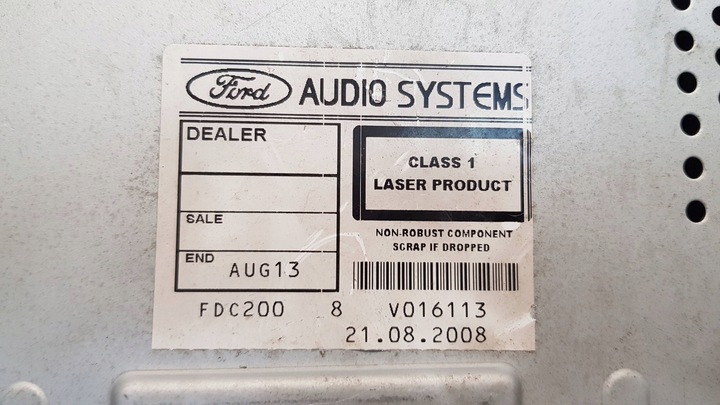 Ford AUDIO SYSTEMS
DEALER
CLASS 1
LASER PRODUCT
SALE
NON-ROBUST COMPONENT
SCRAP IF DROPPED
END AUG13
FDC200 8 V016113
21.08.2008